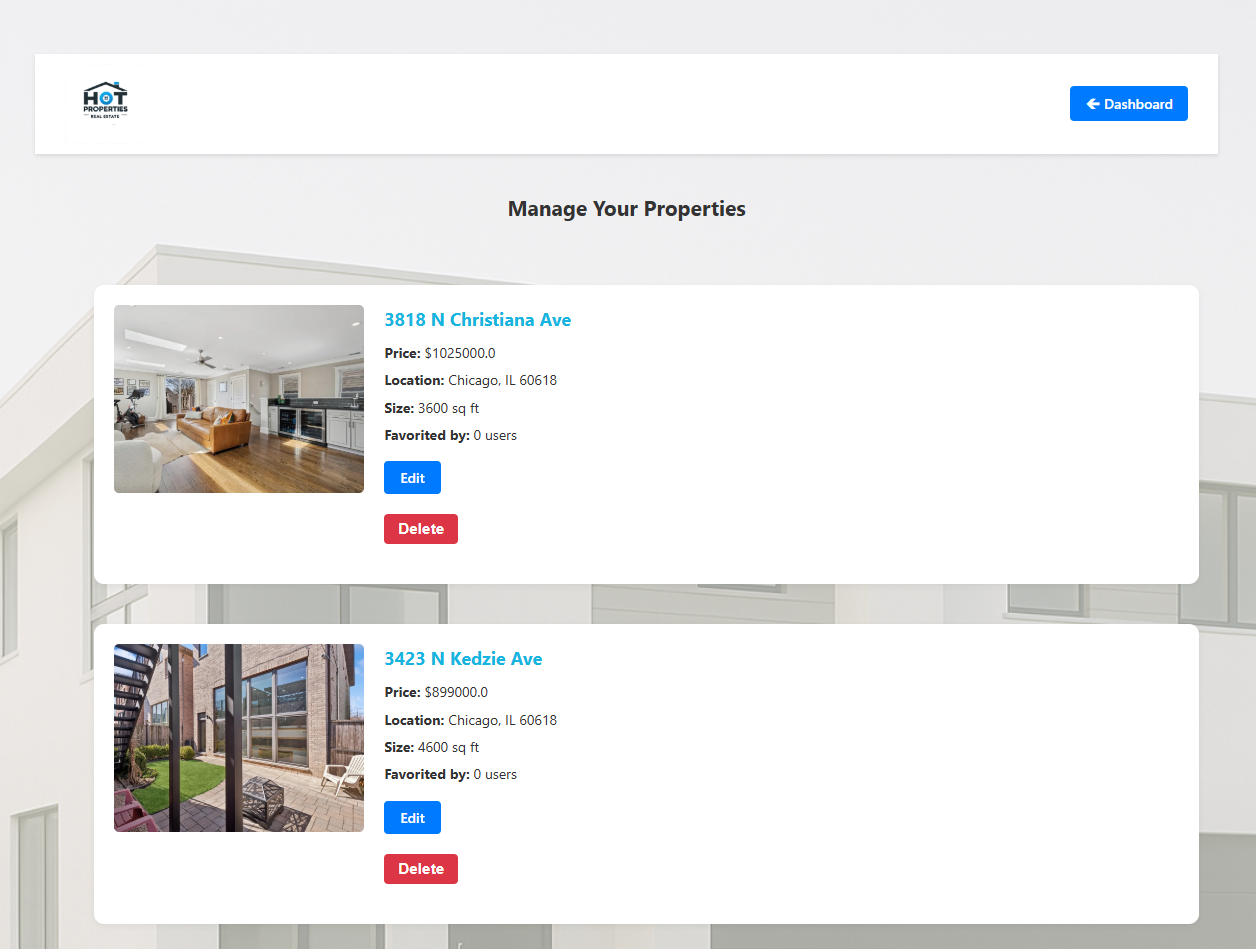 HOT
PROPERTIES
REAL ESTATE
Dashboard
Manage Your Properties
3818 N Christiana Ave
Price: $1025000.0
Location: Chicago, IL 60618
Size: 3600 sq ft
Favorited by: 0 users
Edit
Delete
3423 N Kedzie Ave
Price: $899000.0
Location: Chicago, IL 60618
Size: 4600 sq ft
Favorited by: 0 users
Edit
Delete